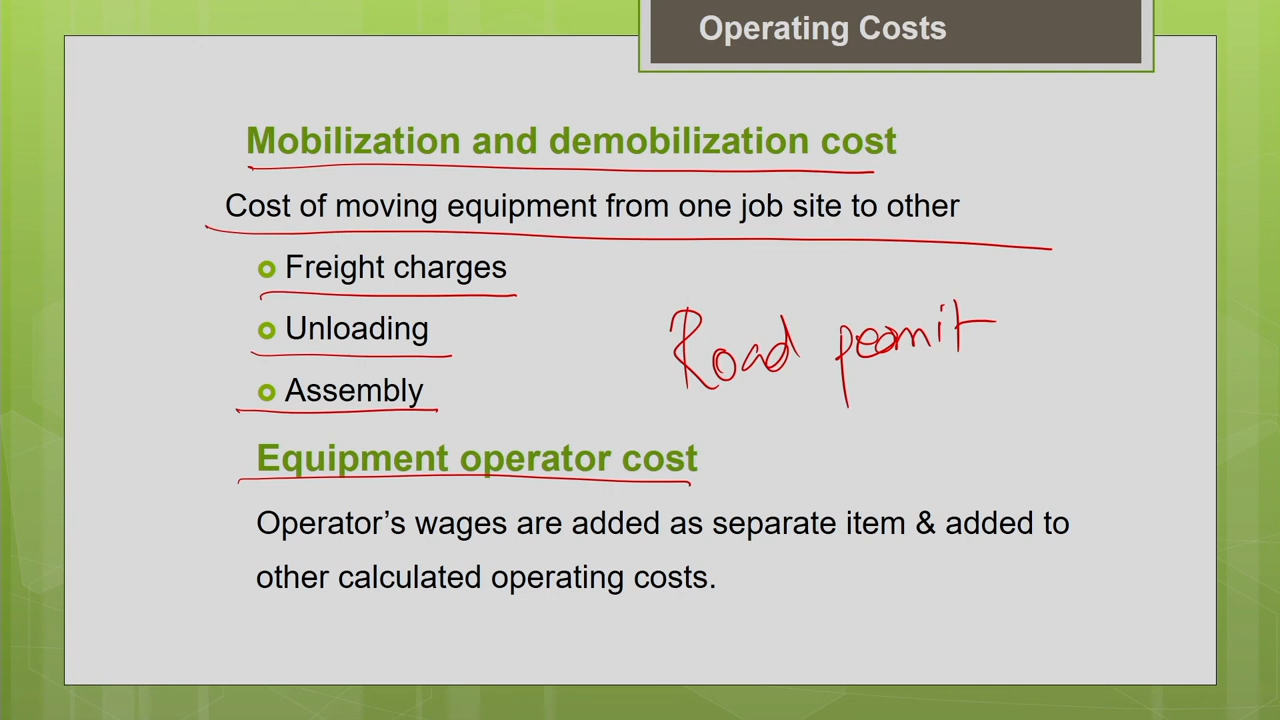 Operating Costs
Mobilization and demobilization cost
Cost of moving equipment from one job site to other
Freight charges
Unloading
Road permit
Assembly
Equipment operator cost
Operator’s wages are added as separate item & added to
other calculated operating costs.